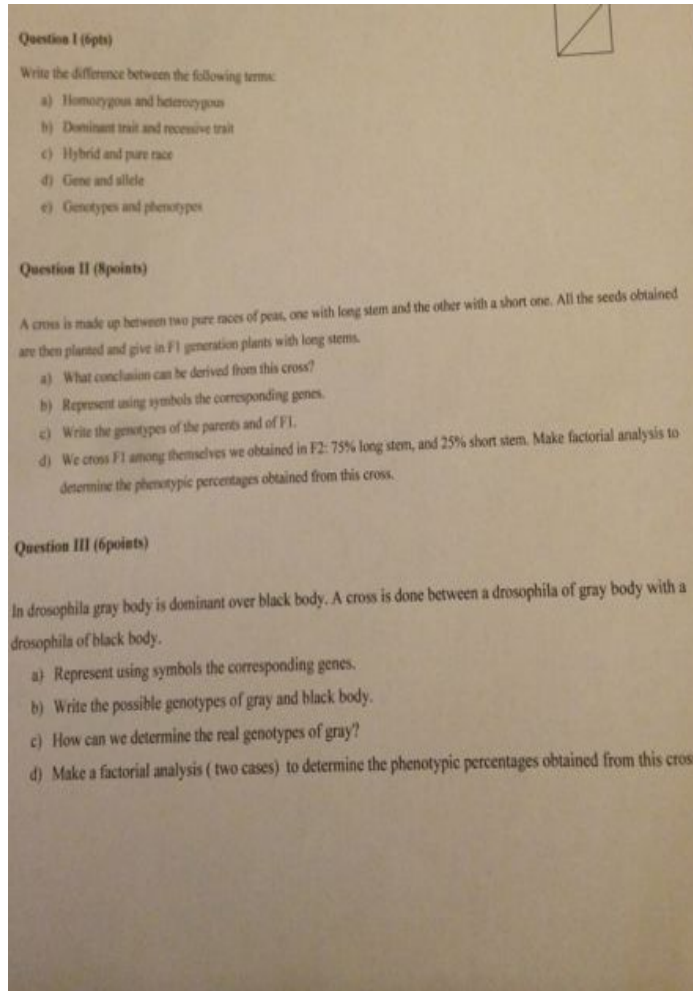 Question I (6pts)
Write the difference between the following terms:
a) Homozygous and heterozygous
b) Dominant trait and recessive trait
c) Hybrid and pure race
d) Gene and allele
e) Genotypes and phenotypes
Question II (8points)
A cross is made up between two pure races of peas, one with long stem and the other with a short one. All the seeds obtained
are then planted and give in F1 generation plants with long stems.
a) What conclusion can be derived from this cross?
b) Represent using symbols the corresponding genes.
c) Write the genotypes of the parents and of F1.
d) We cross F1 among themselves we obtained in F2: 75% long stem, and 25% short stem. Make factorial analysis to
determine the phenotypic percentages obtained from this cross.
Question III (6points)
In drosophila gray body is dominant over black body. A cross is done between a drosophila of gray body with a
drosophila of black body.
a) Represent using symbols the corresponding genes.
b) Write the possible genotypes of gray and black body.
c) How can we determine the real genotypes of gray?
d) Make a factorial analysis ( two cases) to determine the phenotypic percentages obtained from this cros